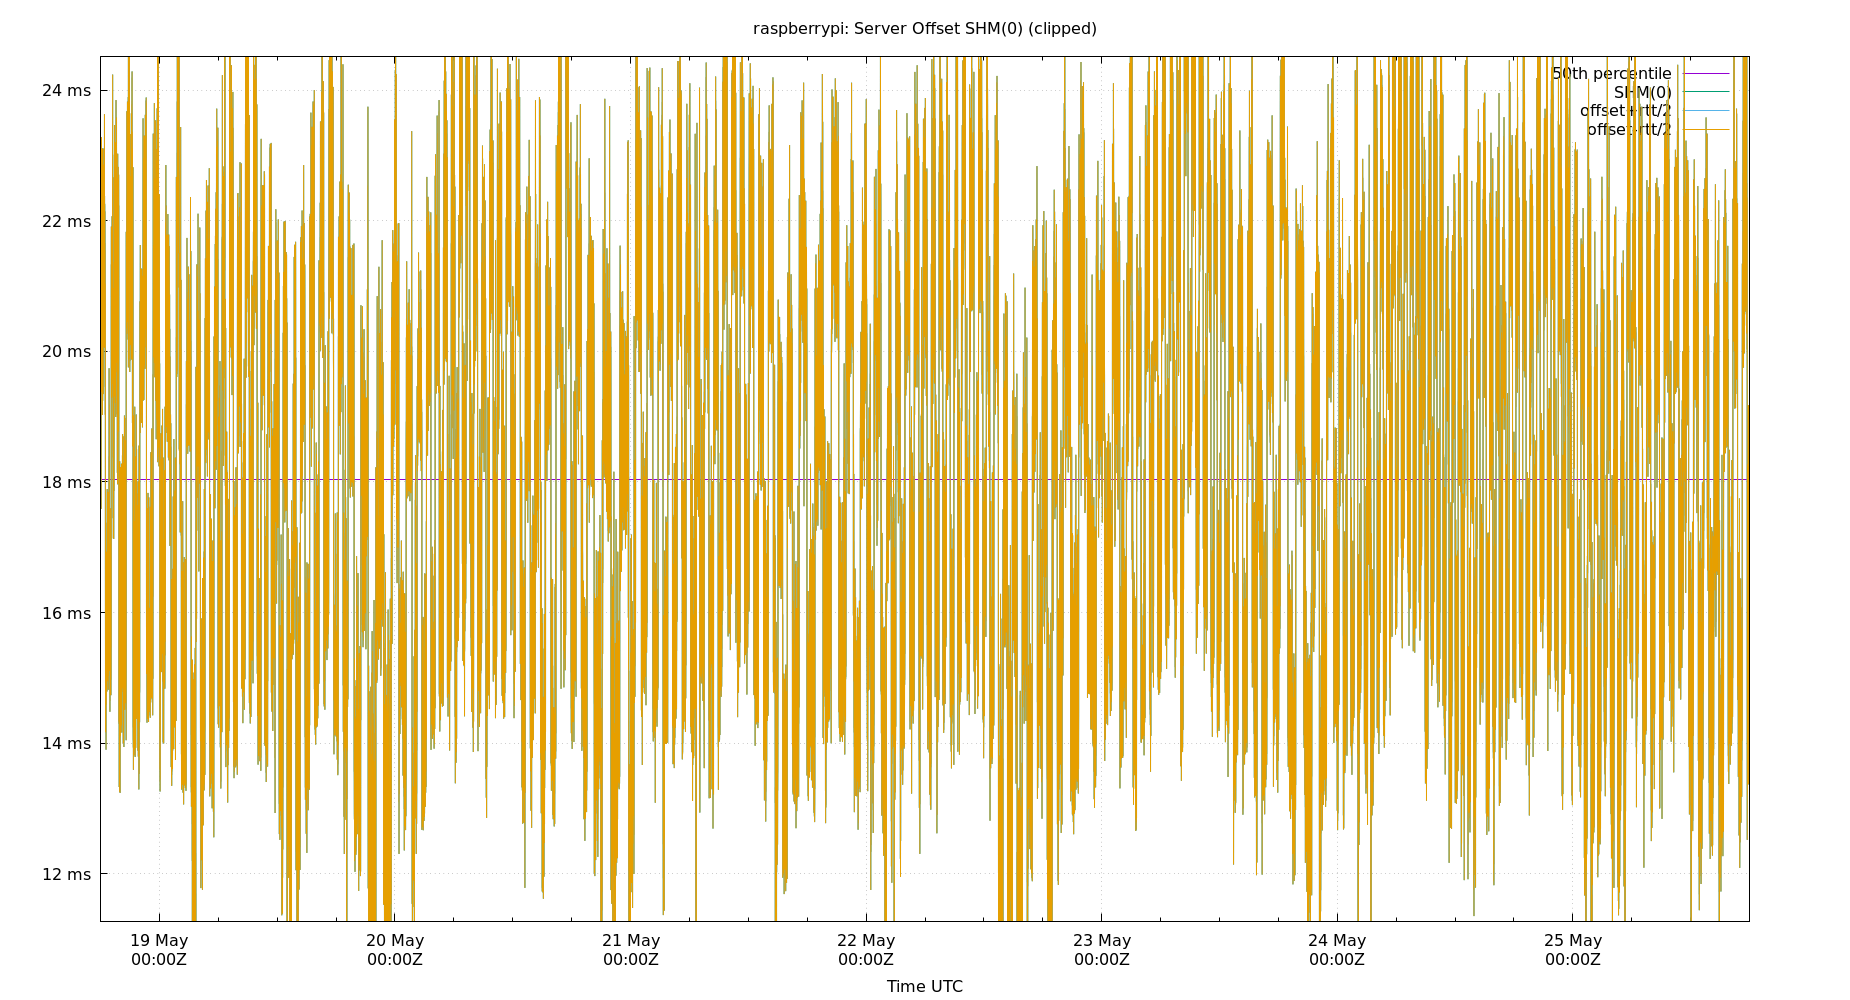 raspberrypi: Server Offset SHM(0) (clipped)
24 ms
22 ms
20 ms
18 ms
16 ms
14 ms
12 ms
50th percentile
SHM(0)
offset+rtt/2
offset-rtt/2
19 May 20 May 21 May 22 May 23 May 24 May 25 May
00:00Z 00:00Z 00:00Z 00:00Z 00:00Z 00:00Z 00:00Z
Time UTC